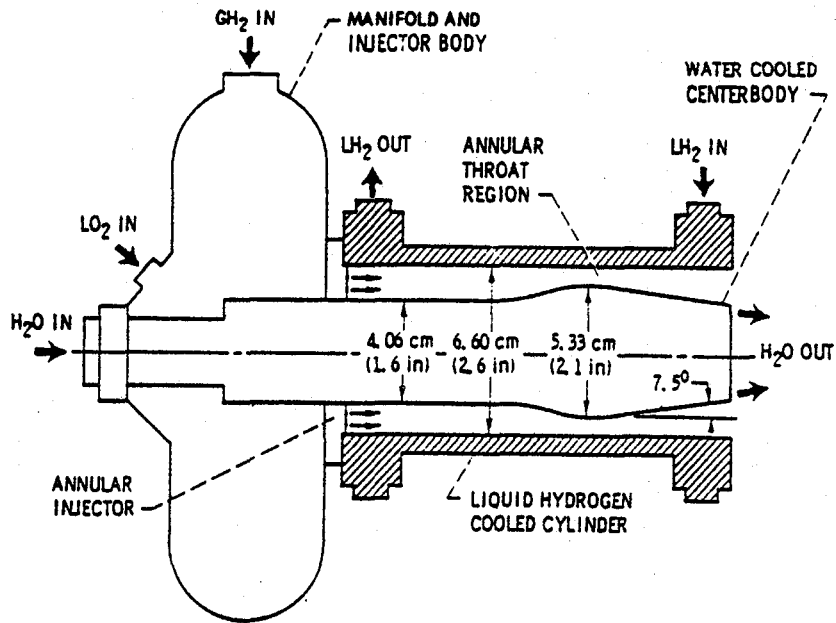 GH2 IN
MANIFOLD AND
INJECTOR BODY
WATER COOLED
CENTERBODY
LH2 OUT
ANNULAR
THROAT
REGION
LH2 IN
LO2 IN
H2O IN
4.06 cm
(1.6 in)
6.60 cm
(2.6 in)
5.33 cm
(2.1 in)
H2O OUT
7.5⁰
ANNULAR
INJECTOR
LIQUID HYDROGEN
COOLED CYLINDER